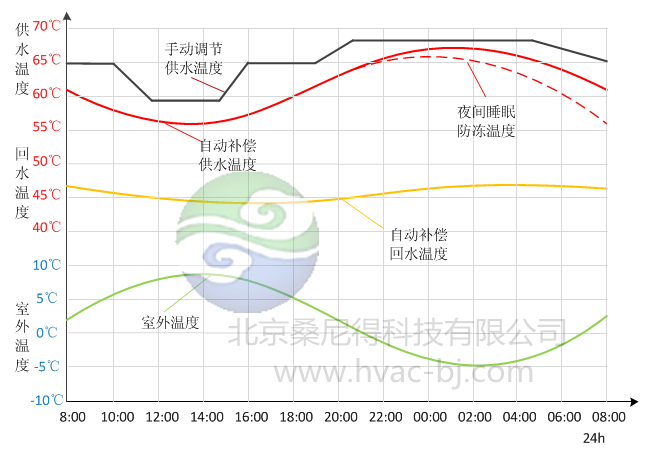 供水温度
回水温度
室外温度
70℃
65℃
60℃
55℃
50℃
45℃
40℃
10℃
5℃
0℃
-5℃
-10℃
手动调节
供水温度
自动补偿
供水温度
夜间睡眠
防冻温度
自动补偿
回水温度
室外温度
北京桑尼得科技有限公司
www.hvac-bj.com
8:00 10:00 12:00 14:00 16:00 18:00 20:00 22:00 00:00 02:00 04:00 08:00
24h